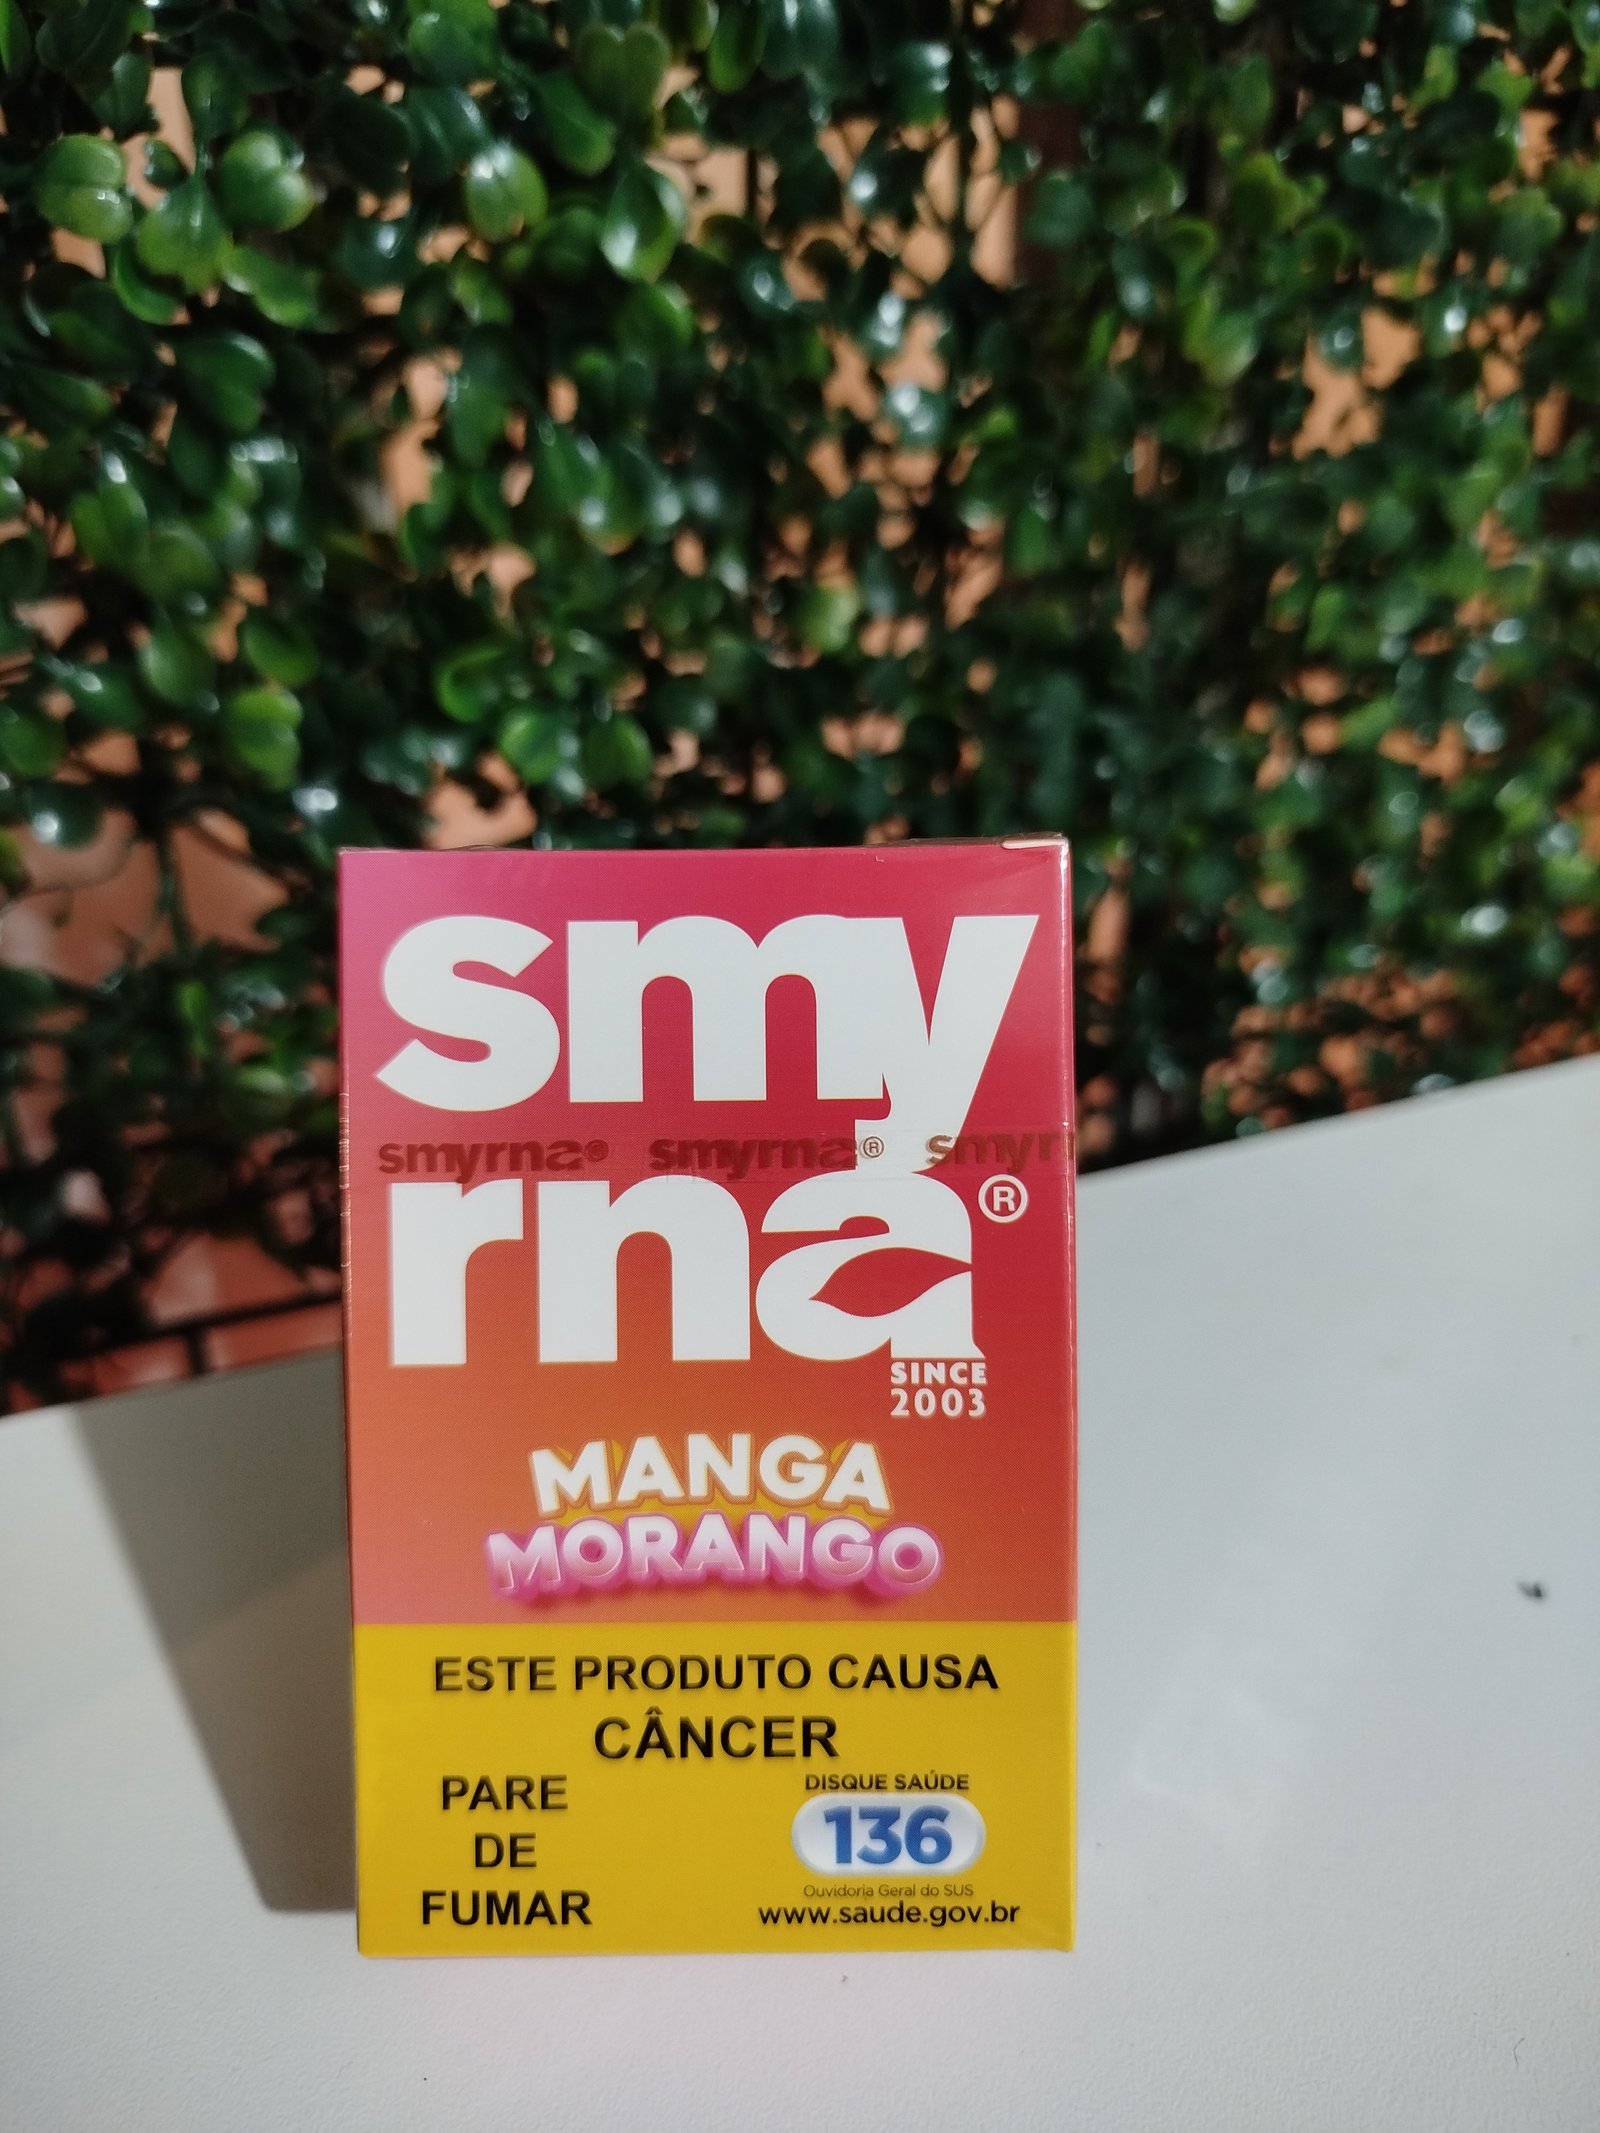 smy
smyrna® smyrna® smyr
rna®
SINCE
2003
MANGA
MORANGO
ESTE PRODUTO CAUSA
CÂNCER
PARE
DE
FUMAR
DISQUE SAÚDE
136
Ouvidoria Geral do SUS
www.saude.gov.br